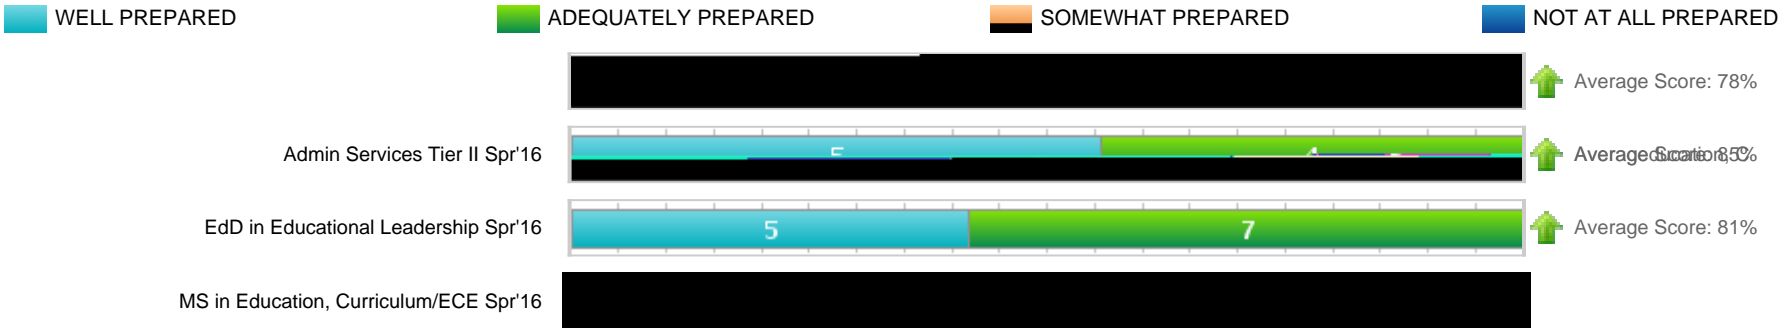 WELL PREPARED ADEQUATELY PREPARED SOMEWHAT PREPARED NOT AT ALL PREPARED
Average Score: 78%
Admin Services Tier II Spr'16 85%
EdD in Educational Leadership Spr'16 5 7 Average Score: 81%
MS in Education, Curriculum/ECE Spr'16